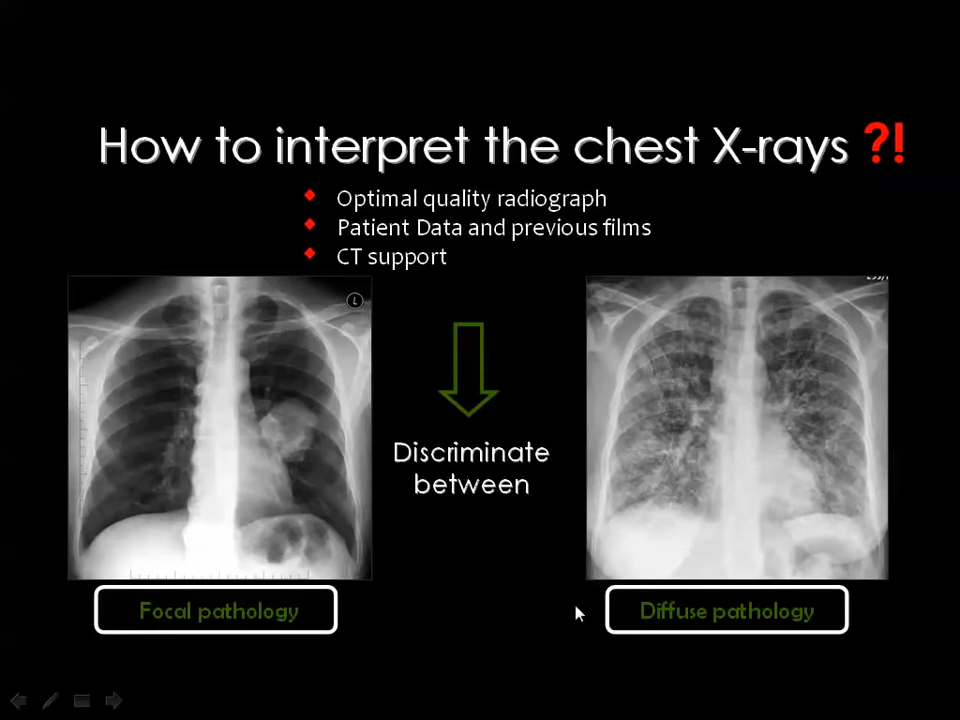 How to interpret the chest X-rays ?!
Optimal quality radiograph
Patient Data and previous films
CT support
L
Discriminate
between
Focal pathology
Diffuse pathology